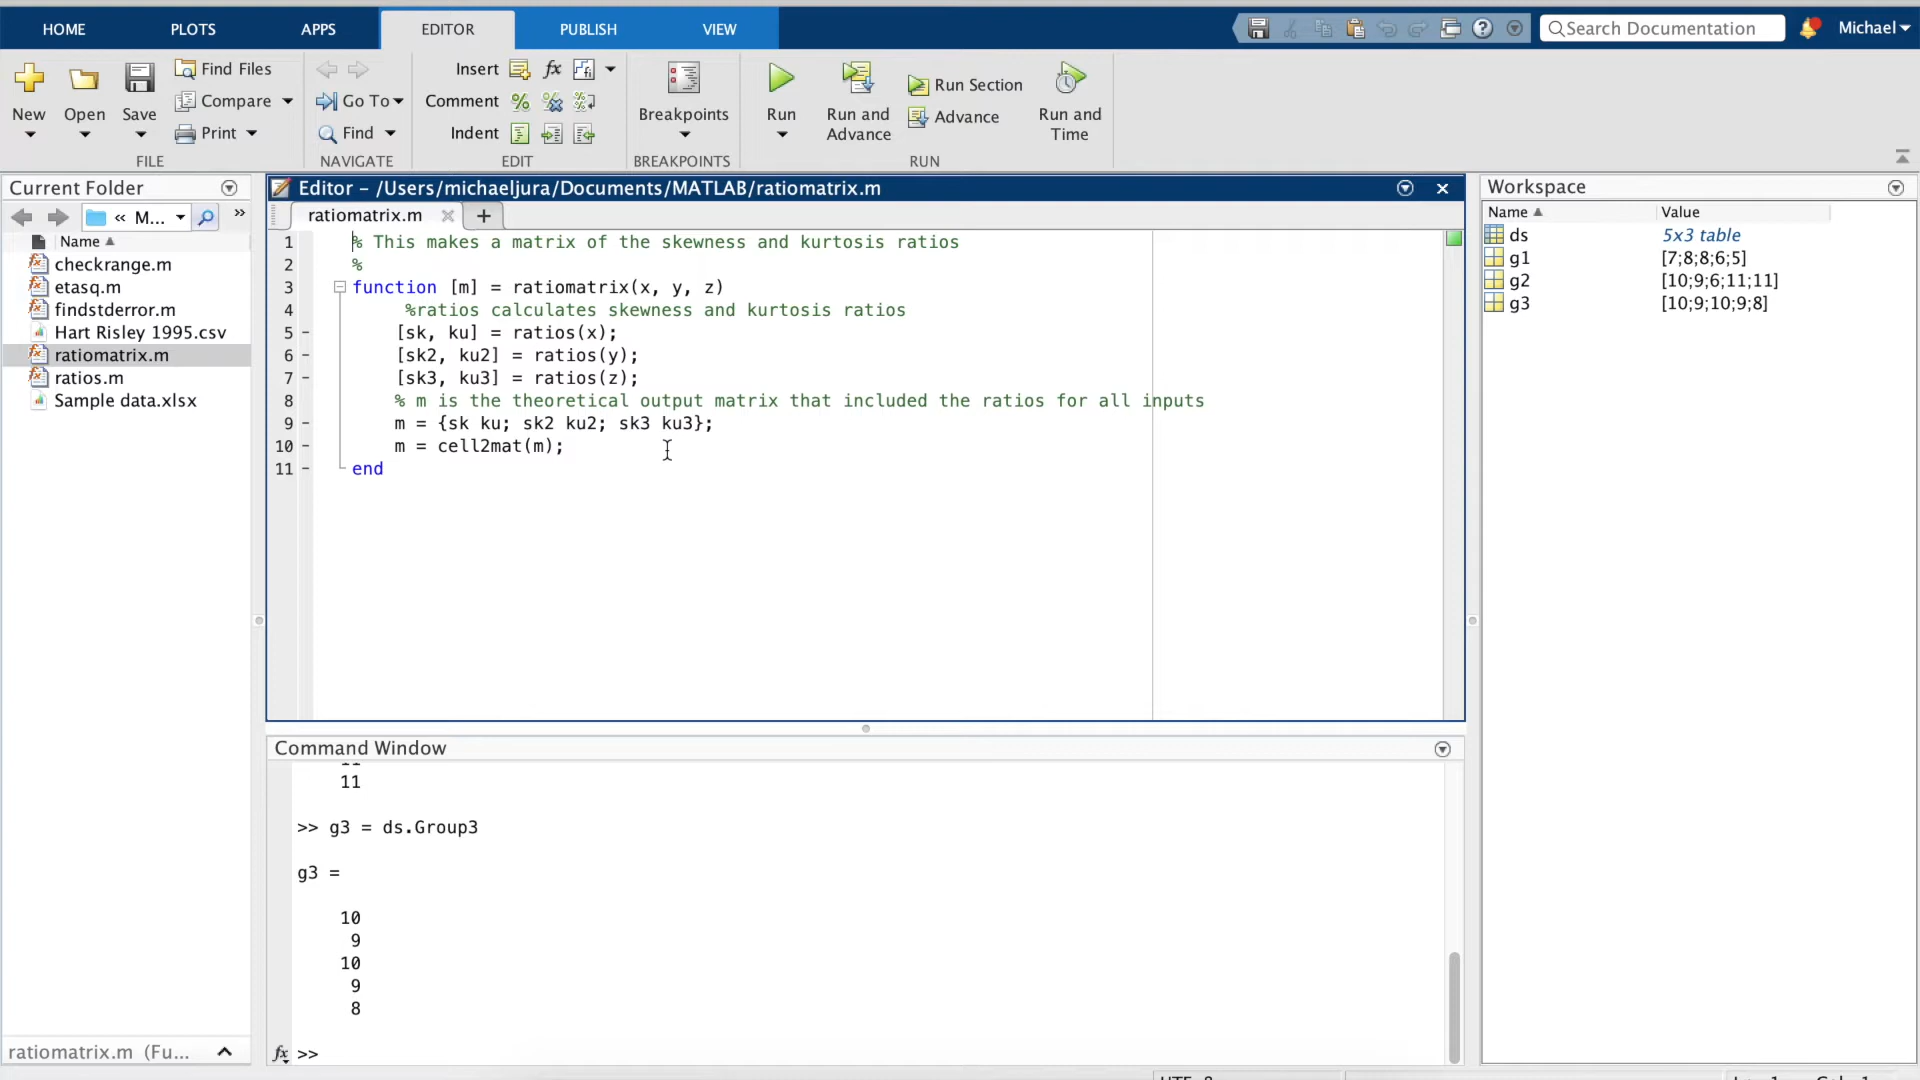 HOME PLOTS APPS EDITOR PUBLISH VIEW Search Documentation Michael
New Open Save Find Files Compare Print FILE
Go To Find NAVIGATE
Insert fx Comment Indent EDIT
Breakpoints BREAKPOINTS
Run Run and Advance Run Section Advance Run and Time RUN
Current Folder
« M... »
Name
checkrange.m
etasq.m
findstderror.m
Hart Risley 1995.csv
ratiomatrix.m
ratios.m
Sample data.xlsx
ratiomatrix.m (Fu...
Editor – /Users/michaeljura/Documents/MATLAB/ratiomatrix.m
ratiomatrix.m
1 % This makes a matrix of the skewness and kurtosis ratios
2 %
3 function [m] = ratiomatrix(x, y, z)
4 %ratios calculates skewness and kurtosis ratios
5 – [sk, ku] = ratios(x);
6 – [sk2, ku2] = ratios(y);
7 – [sk3, ku3] = ratios(z);
8 % m is the theoretical output matrix that included the ratios for all inputs
9 – m = {sk ku; sk2 ku2; sk3 ku3};
10 – m = cell2mat(m);
11 – end
Command Window
11
>> g3 = ds.Group3
g3 =
10
9
10
9
8
fx >>
Workspace
Name Value
ds 5x3 table
g1 [7;8;8;6;5]
g2 [10;9;6;11;11]
g3 [10;9;10;9;8]